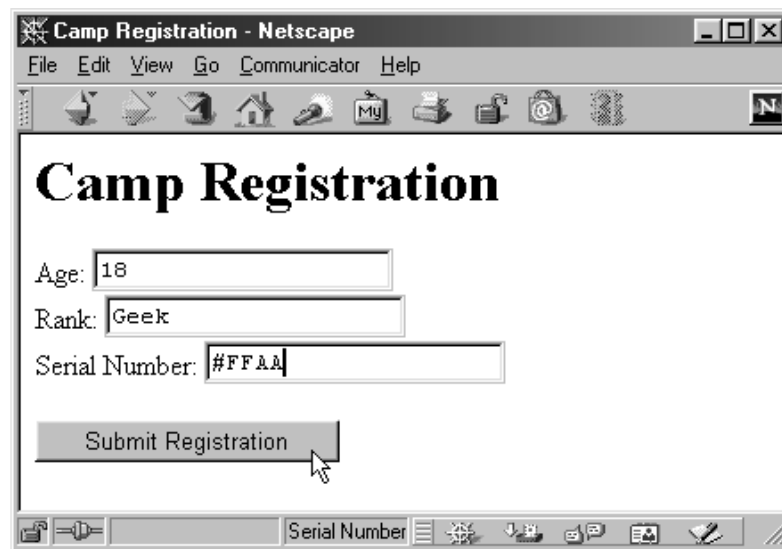 Camp Registration - Netscape
File Edit View Go Communicator Help
My N
Camp Registration
Age: 18
Rank: Geek
Serial Number: #FFAA
Submit Registration
Serial Number